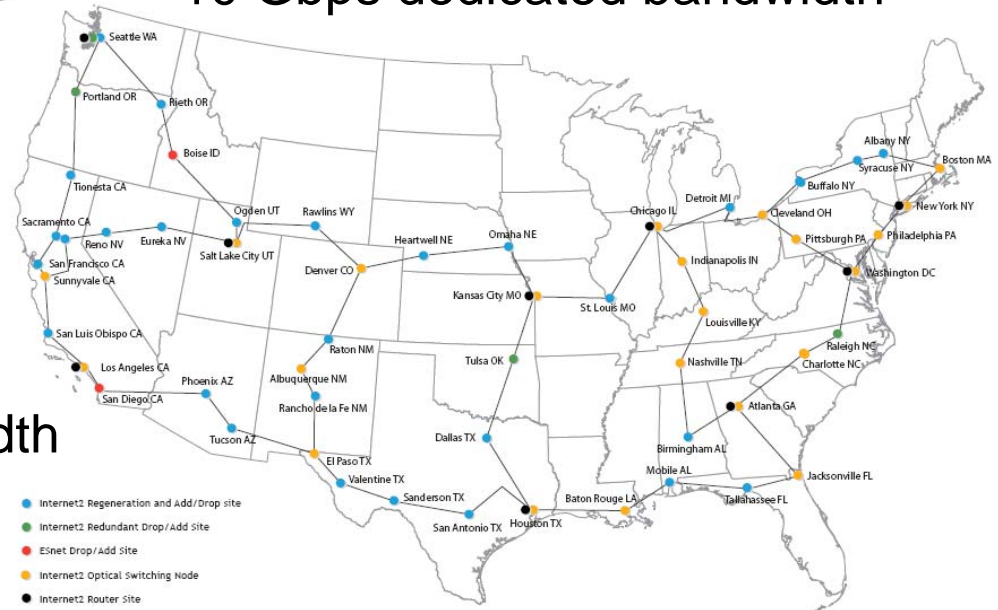 10 Gbps dedicated bandwidth
Seattle WA
Portland OR
Rieth OR
Boise ID
Tionesta CA
Ogden UT
Rawlins WY
Sacramento CA
Reno NV
Eureka NV
Salt Lake City UT
San Francisco CA
Sunnyvale CA
Denver CO
Heartwell NE
Omaha NE
Kansas City MO
St. Louis MO
Chicago IL
Detroit MI
Cleveland OH
Buffalo NY
Syracuse NY
Albany NY
Boston MA
New York NY
Philadelphia PA
Pittsburgh PA
Washington DC
Indianapolis IN
Louisville KY
Nashville TN
Raleigh NC
Charlotte NC
Atlanta GA
Birmingham AL
San Luis Obispo CA
Los Angeles CA
San Diego CA
Phoenix AZ
Tucson AZ
Raton NM
Albuquerque NM
Rancho de la Fe NM
El Paso TX
Tulsa OK
Dallas TX
Valentine TX
Sanderson TX
San Antonio TX
Houston TX
Baton Rouge LA
Mobile AL
Tallahassee FL
Jacksonville FL
dth
Internet2 Regeneration and Add/Drop site
Internet2 Redundant Drop/Add Site
ESnet Drop/Add Site
Internet2 Optical Switching Node
Internet2 Router Site